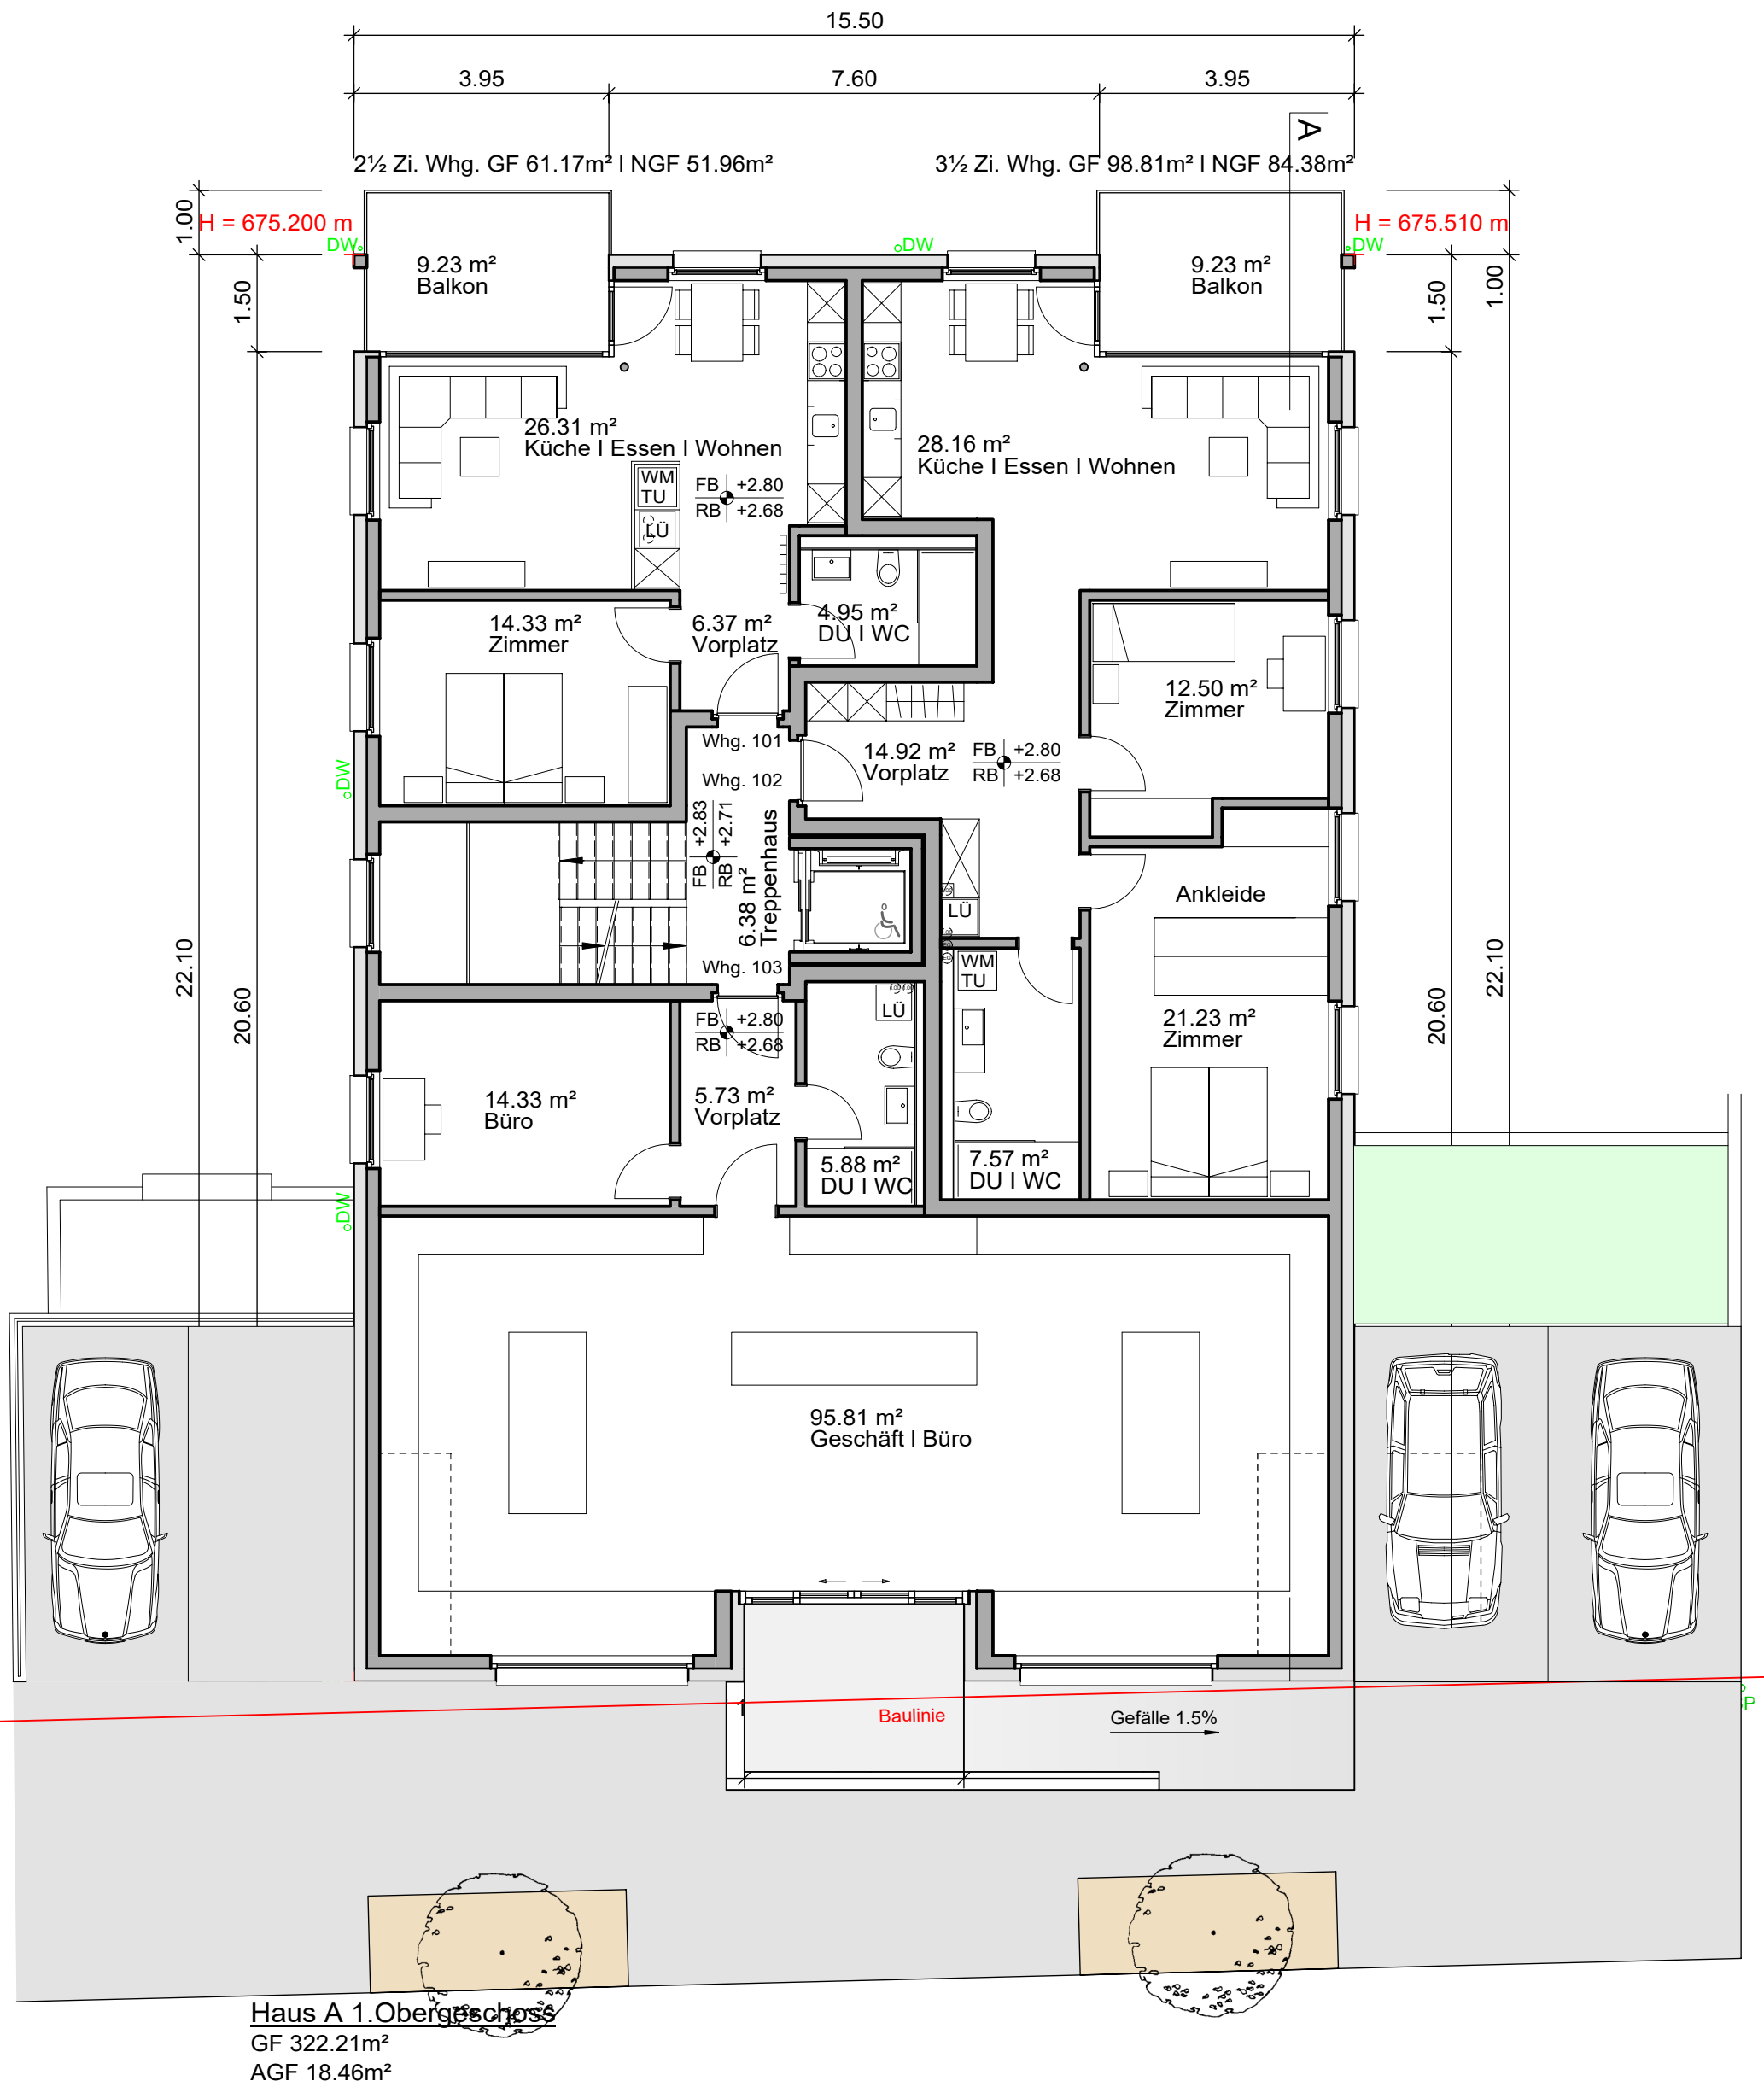 15.50
3.95
7.60
3.95
A
2½ Zi. Whg. GF 61.17m² I NGF 51.96m²
3½ Zi. Whg. GF 98.81m² I NGF 84.38m²
1.00
H = 675.200 m
H = 675.510 m
DW
DW
DW
9.23 m²
Balkon
9.23 m²
Balkon
1.50
1.50
1.00
26.31 m²
Küche I Essen I Wohnen
28.16 m²
Küche I Essen I Wohnen
WM
TU
LÜ
FB +2.80
RB +2.68
14.33 m²
Zimmer
6.37 m²
Vorplatz
4.95 m²
DU I WC
12.50 m²
Zimmer
Whg. 101
Whg. 102
14.92 m²
Vorplatz
FB +2.80
RB +2.68
DW
FB +2.83
RB +2.71
6.38 m²
Treppenhaus
Ankleide
LÜ
22.10
20.60
Whg. 103
WM
TU
22.10
20.60
LÜ
FB +2.80
RB +2.68
21.23 m²
Zimmer
14.33 m²
Büro
5.73 m²
Vorplatz
5.88 m²
DU I WC
7.57 m²
DU I WC
DW
95.81 m²
Geschäft I Büro
1
Baulinie
Gefälle 1.5%
P
Haus A 1.Obergeschoss
GF 322.21m²
AGF 18.46m²